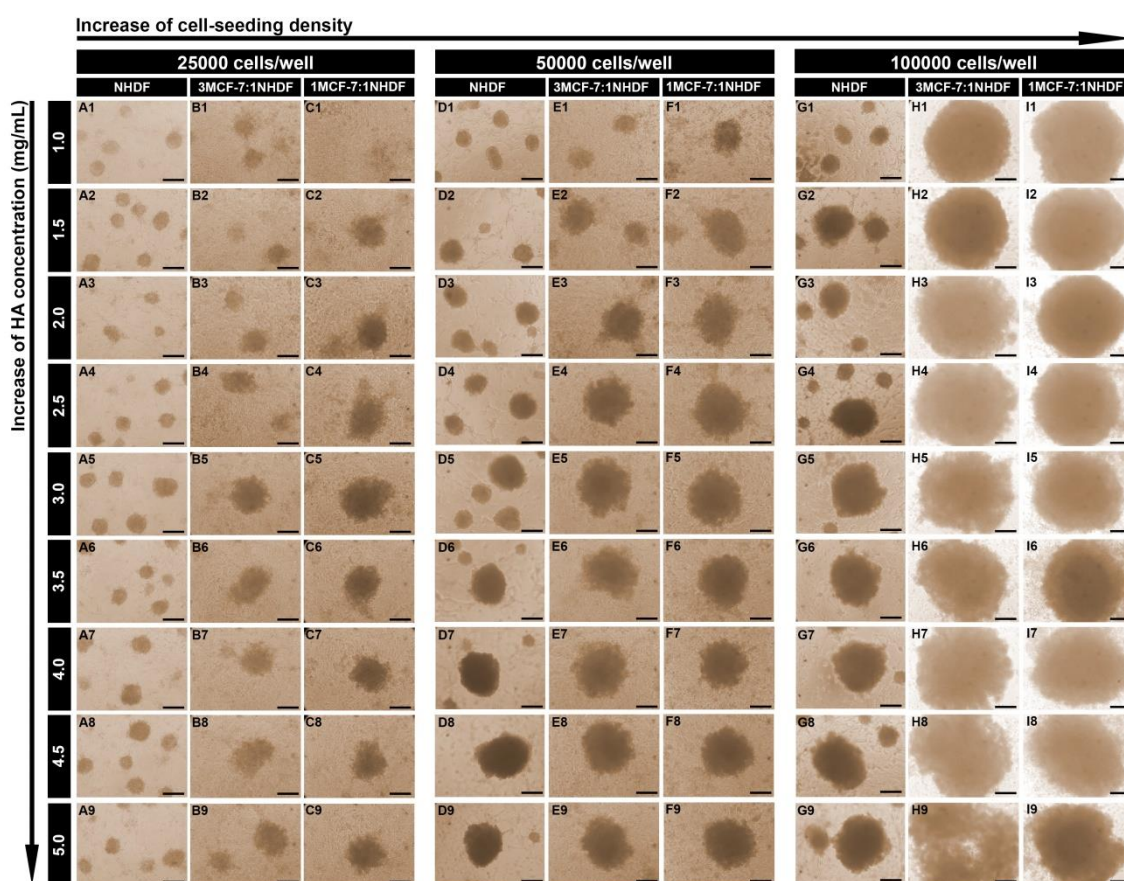 Increase of cell-seeding density
25000 cells/well 50000 cells/well 100000 cells/well
NHDF 3MCF-7:1NHDF 1MCF-7:1NHDF NHDF 3MCF-7:1NHDF 1MCF-7:1NHDF NHDF 3MCF-7:1NHDF 1MCF-7:1NHDF
Increase of HA concentration (mg/mL)
1.0 A1 B1 C1 D1 E1 F1 G1 H1 I1
1.5 A2 B2 C2 D2 E2 F2 G2 H2 I2
2.0 A3 B3 C3 D3 E3 F3 G3 H3 I3
2.5 A4 B4 C4 D4 E4 F4 G4 H4 I4
3.0 A5 B5 C5 D5 E5 F5 G5 H5 I5
3.5 A6 B6 C6 D6 E6 F6 G6 H6 I6
4.0 A7 B7 C7 D7 E7 F7 G7 H7 I7
4.5 A8 B8 C8 D8 E8 F8 G8 H8 I8
5.0 A9 B9 C9 D9 E9 F9 G9 H9 I9